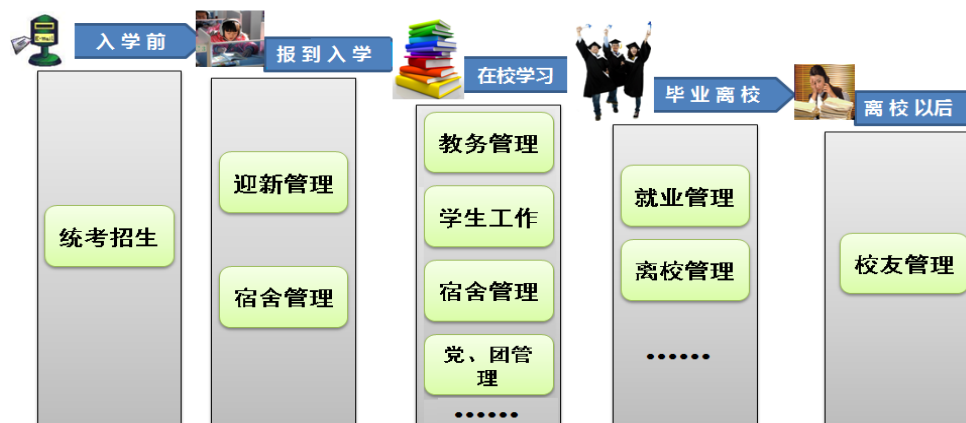 入学前
报到入学
在校学习
毕业离校
离校以后
统考招生
迎新管理
宿舍管理
教务管理
学生工作
宿舍管理
党、团管
理
••••••
就业管理
离校管理
••••••
校友管理